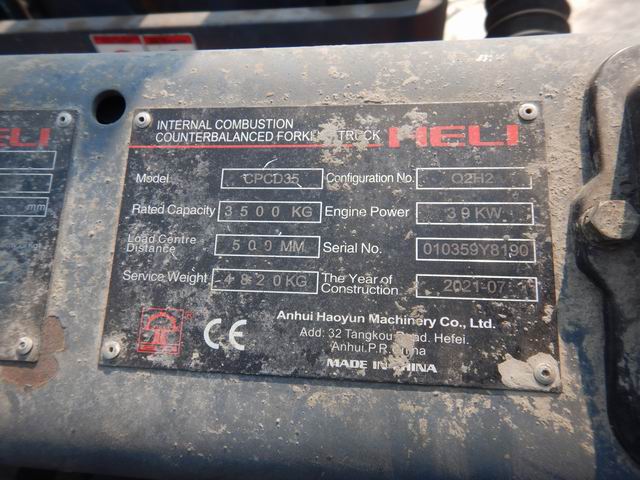 HELI
mm
INTERNAL COMBUSTION
COUNTERBALANCED FORKLIFT TRUCK HELI
Model CPCD35 Configuration No. Q2H2
Rated Capacity 3500 KG Engine Power 39 KW
Load Centre Distance 500 MM Serial No. 010359Y8190
Service Weight 4820KG The Year of Construction 2021-07
CE
Anhui Haoyun Machinery Co., Ltd.
Add: 32 Tangkou Road. Hefei.
Anhui.P.R.China
MADE IN CHINA